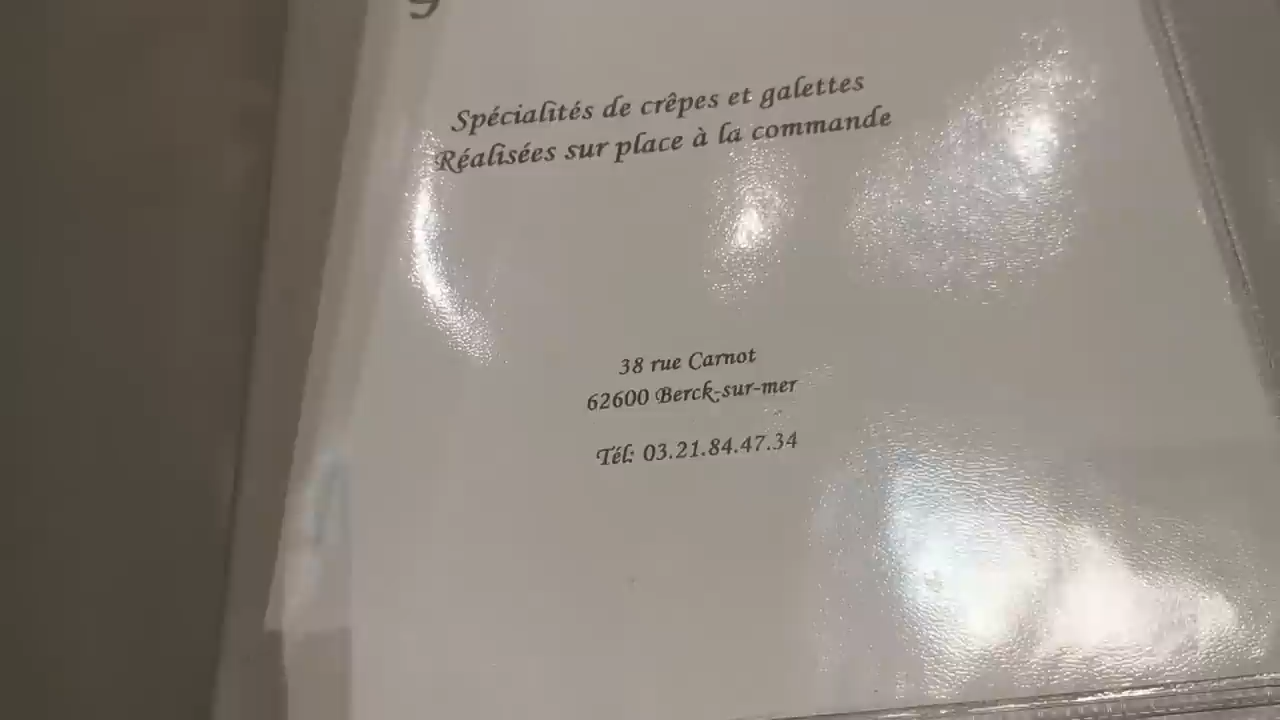 Spécialités de crêpes et galettes
Réalisées sur place à la commande
38 rue Carnot
62600 Berck-sur-mer
Tél: 03.21.84.47.34